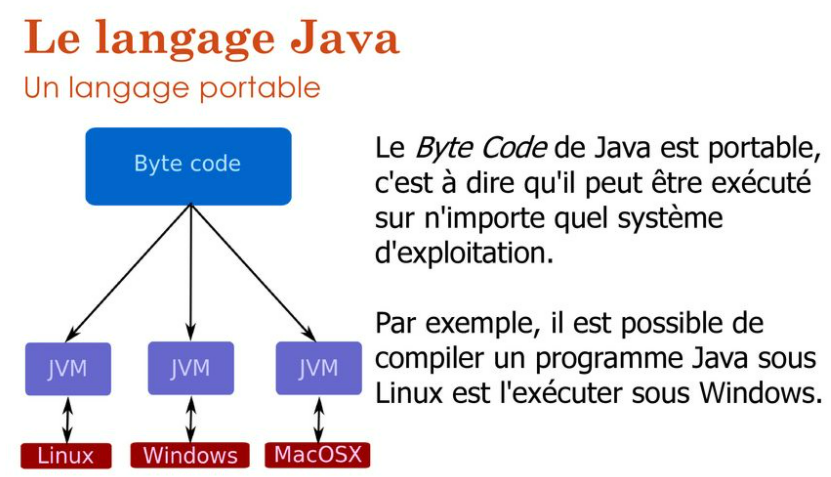 Le langage Java
Un langage portable
Byte code
JVM JVM JVM
Linux Windows MacOSX
Le Byte Code de Java est portable,
c'est à dire qu'il peut être exécuté
sur n'importe quel système
d'exploitation.
Par exemple, il est possible de
compiler un programme Java sous
Linux est l'exécuter sous Windows.